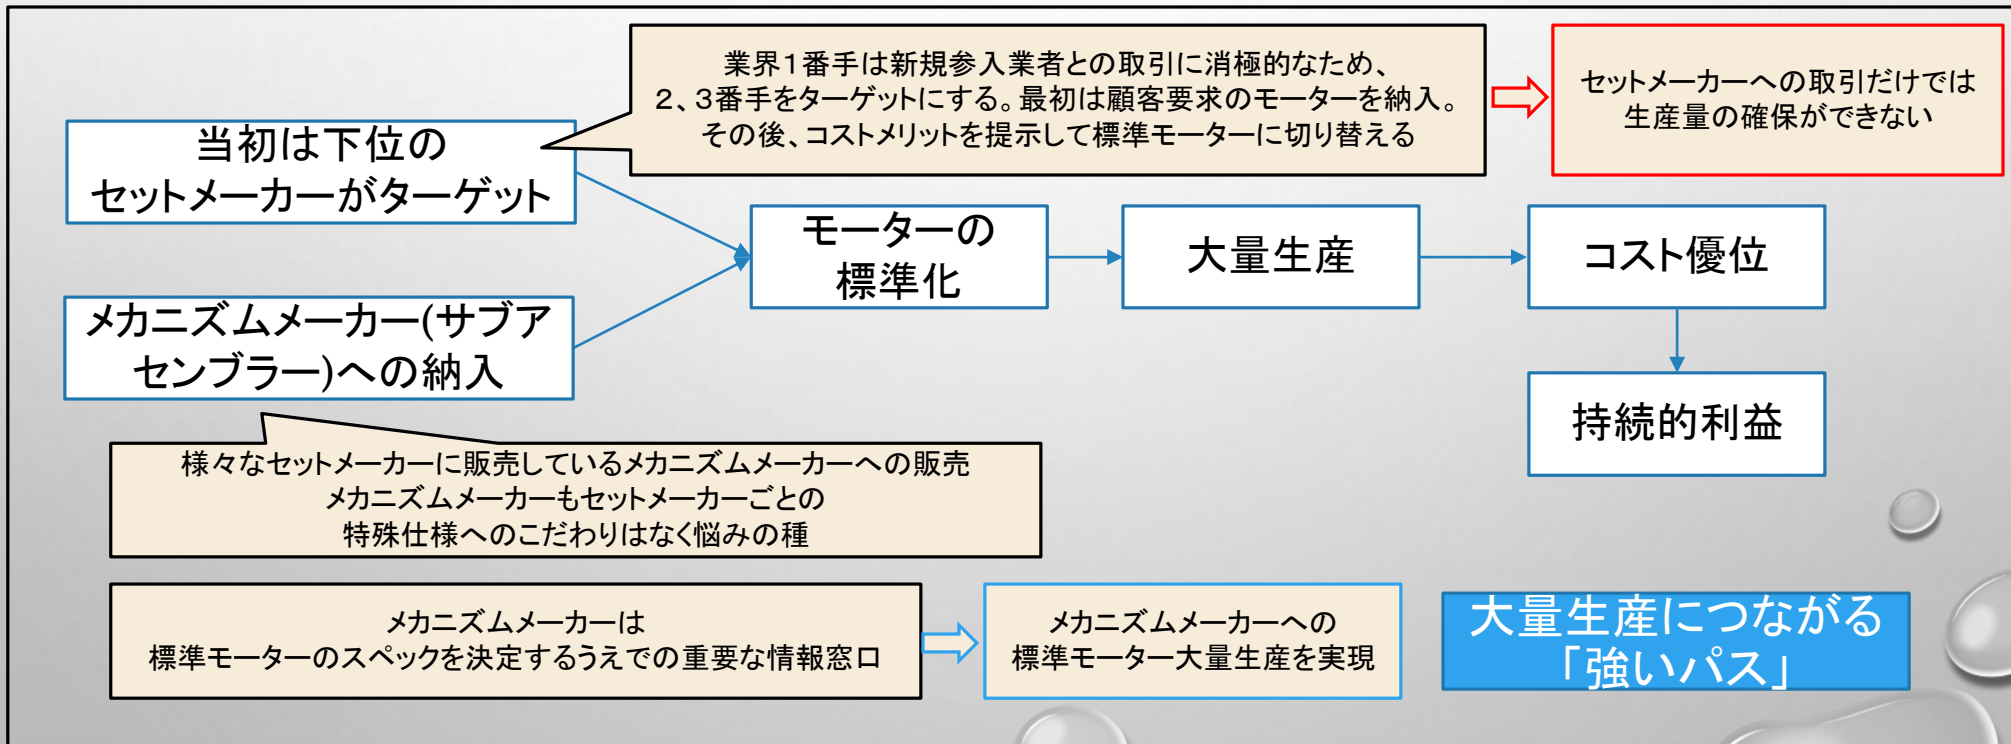 業界1番手は新規参入業者との取引に消極的なため、
2、3番手をターゲットにする。最初は顧客要求のモーターを納入。
その後、コストメリットを提示して標準モーターに切り替える
セットメーカーへの取引だけでは
生産量の確保ができない
当初は下位の
セットメーカーがターゲット
モーターの
標準化
大量生産
コスト優位
メカニズムメーカー(サブア
センブラー)への納入
持続的利益
様々なセットメーカーに販売しているメカニズムメーカーへの販売
メカニズムメーカーもセットメーカーごとの
特殊仕様へのこだわりはなく悩みの種
メカニズムメーカーは
標準モーターのスペックを決定するうえでの重要な情報窓口
メカニズムメーカーへの
標準モーター大量生産を実現
大量生産につながる
「強いパス」